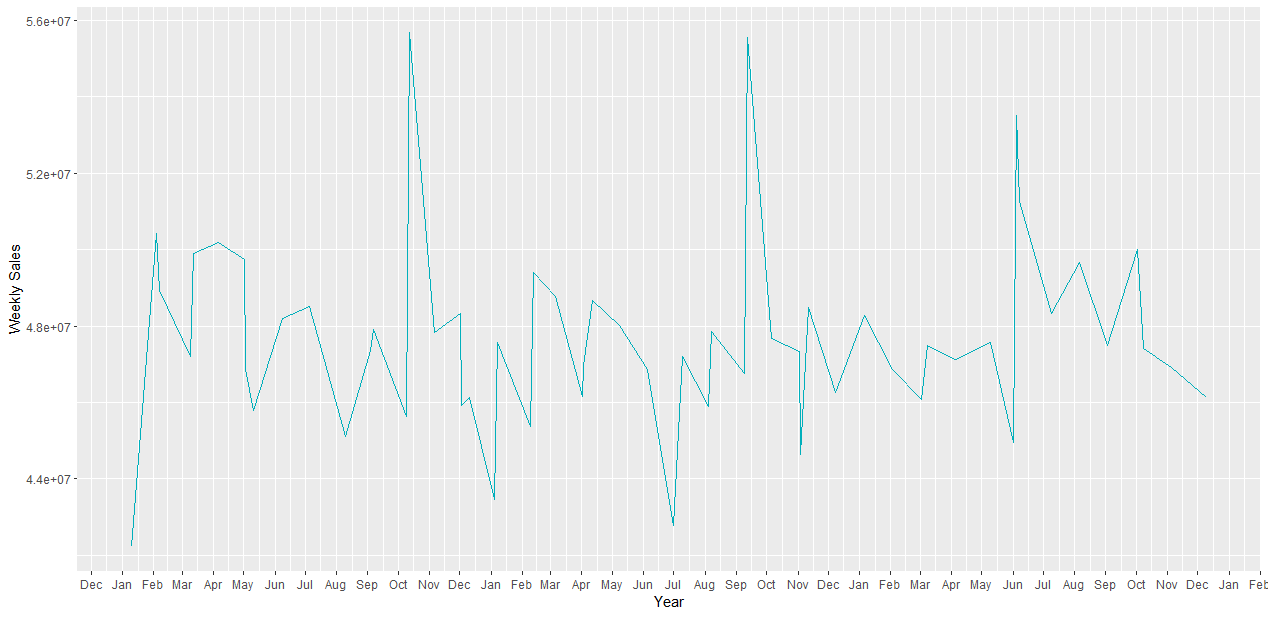 5.6e+07
5.2e+07
4.8e+07
4.4e+07
Weekly Sales
Dec Jan Feb Mar Apr May Jun Jul Aug Sep Oct Nov Dec Jan Feb Mar Apr May Jun Jul Aug Sep Oct Nov Dec Jan Feb Mar Apr May Jun Jul Aug Sep Oct Nov Dec Jan Feb
Year